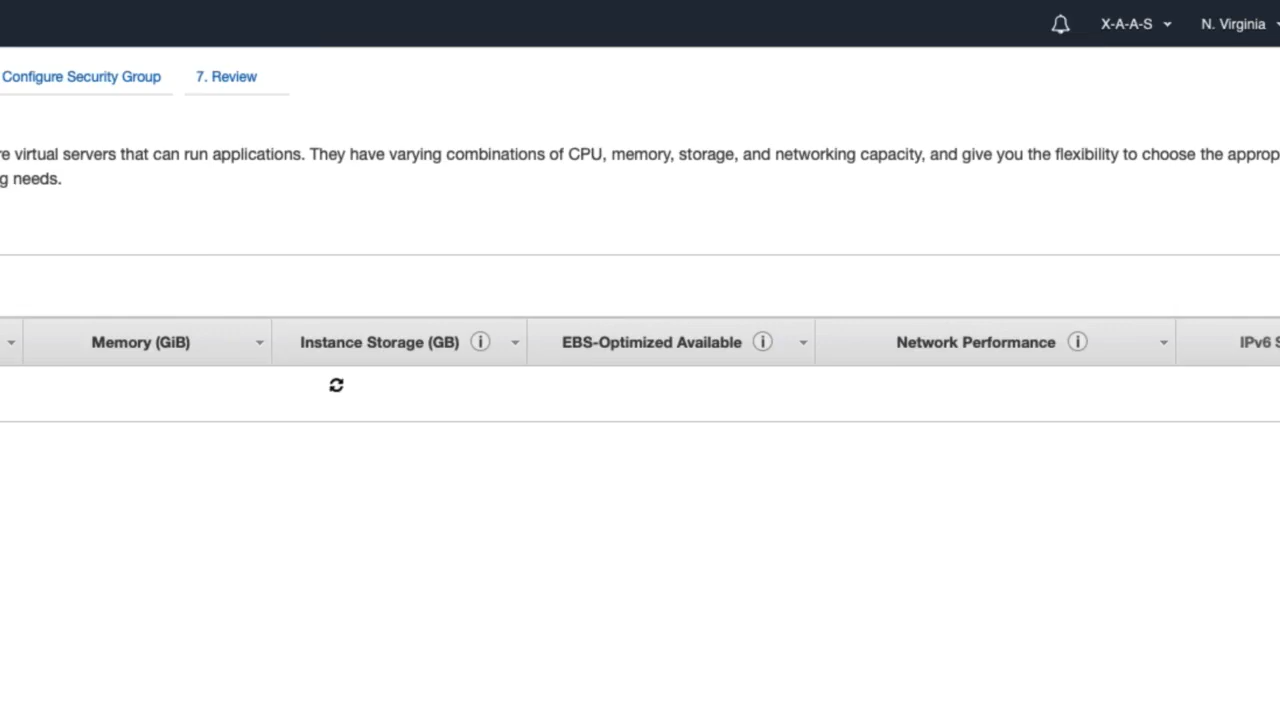 X-A-A-S N. Virginia
Configure Security Group 7. Review
re virtual servers that can run applications. They have varying combinations of CPU, memory, storage, and networking capacity, and give you the flexibility to choose the approp
g needs.
Memory (GiB) Instance Storage (GB) EBS-Optimized Available Network Performance IPv6 S